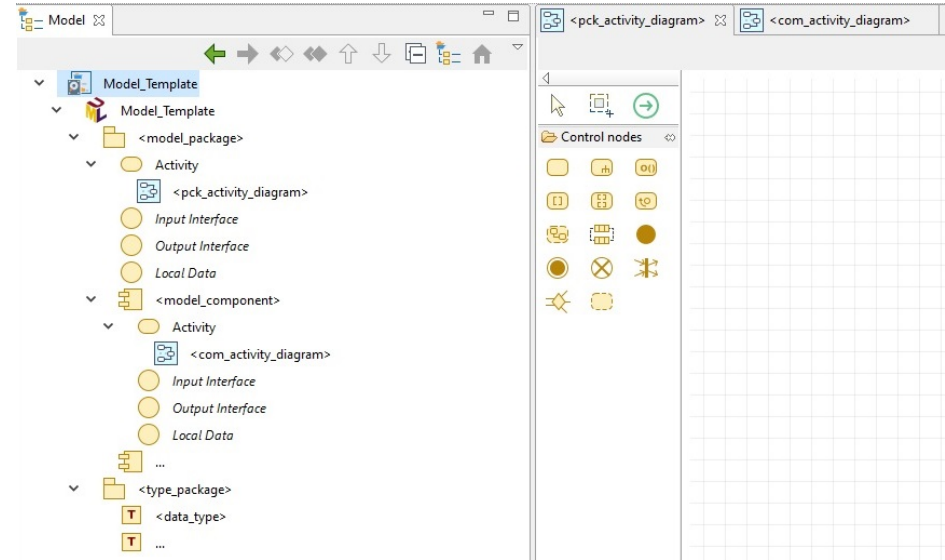 Model
<pck_activity_diagram>
<com_activity_diagram>
Model_Template
Model_Template
<model_package>
Activity
<pck_activity_diagram>
Input Interface
Output Interface
Local Data
<model_component>
Activity
<com_activity_diagram>
Input Interface
Output Interface
Local Data
...
<type_package>
T <data_type>
T ...
Control nodes